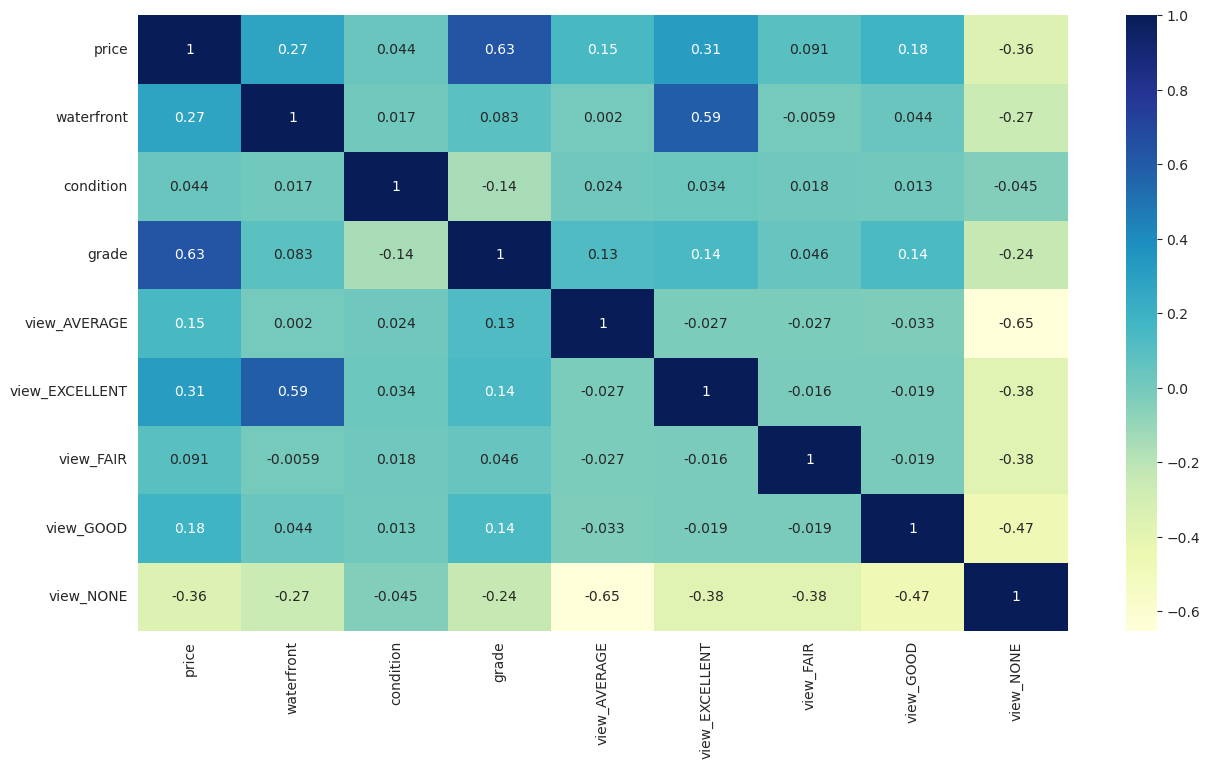 price 1 0.27 0.044 0.63 0.15 0.31 0.091 0.18 -0.36
waterfront 0.27 1 0.017 0.083 0.002 0.59 -0.0059 0.044 -0.27
condition 0.044 0.017 1 -0.14 0.024 0.034 0.018 0.013 -0.045
grade 0.63 0.083 -0.14 1 0.13 0.14 0.046 0.14 -0.24
view_AVERAGE 0.15 0.002 0.024 0.13 1 -0.027 -0.027 -0.033 -0.65
view_EXCELLENT 0.31 0.59 0.034 0.14 -0.027 1 -0.016 -0.019 -0.38
view_FAIR 0.091 -0.0059 0.018 0.046 -0.027 -0.016 1 -0.019 -0.38
view_GOOD 0.18 0.044 0.013 0.14 -0.033 -0.019 -0.019 1 -0.47
view_NONE -0.36 -0.27 -0.045 -0.24 -0.65 -0.38 -0.38 -0.47 1
price
waterfront
condition
grade
view_AVERAGE
view_EXCELLENT
view_FAIR
view_GOOD
view_NONE
1.0
0.8
0.6
0.4
0.2
0.0
−0.2
−0.4
−0.6